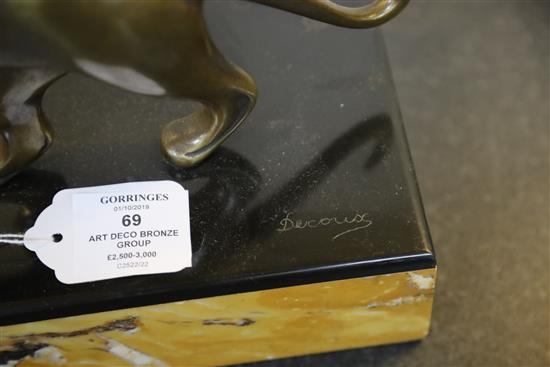 GORRINGES
01/10/2019
69
ART DECO BRONZE
GROUP
£2,500-3,000
C2522/22
Decoux